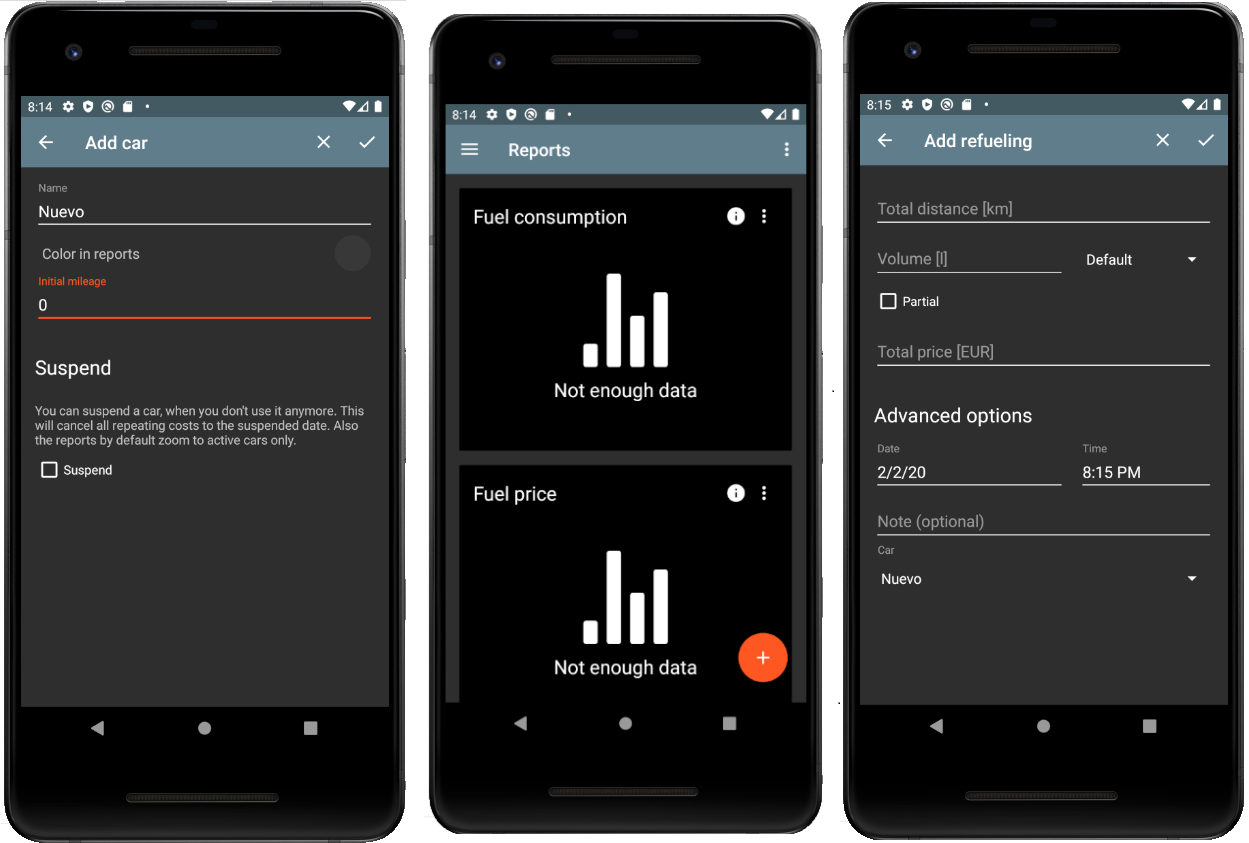 8:14
Add car
Name
Nuevo
Color in reports
Initial mileage
0
Suspend
You can suspend a car, when you don't use it anymore. This
will cancel all repeating costs to the suspended date. Also
the reports by default zoom to active cars only.
Suspend
8:14
Reports
Fuel consumption
Not enough data
Fuel price
Not enough data
8:15
Add refueling
Total distance [km]
Volume [l]
Default
Partial
Total price [EUR]
Advanced options
Date
Time
2/2/20
8:15 PM
Note (optional)
Car
Nuevo